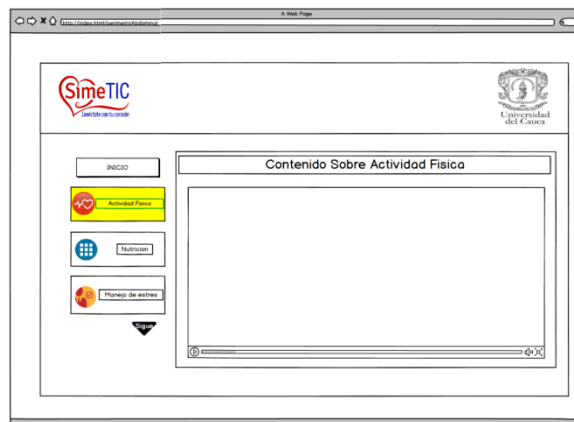 A Web Page
http://index.html/perimetroAbdominal
SimeTIC
Conéctate con tu corazón
Universidad
del Cauca
INICIO
Contenido Sobre Actividad Fisica
Actividad Fisica
Nutricion
Manejo de estres
Sigue